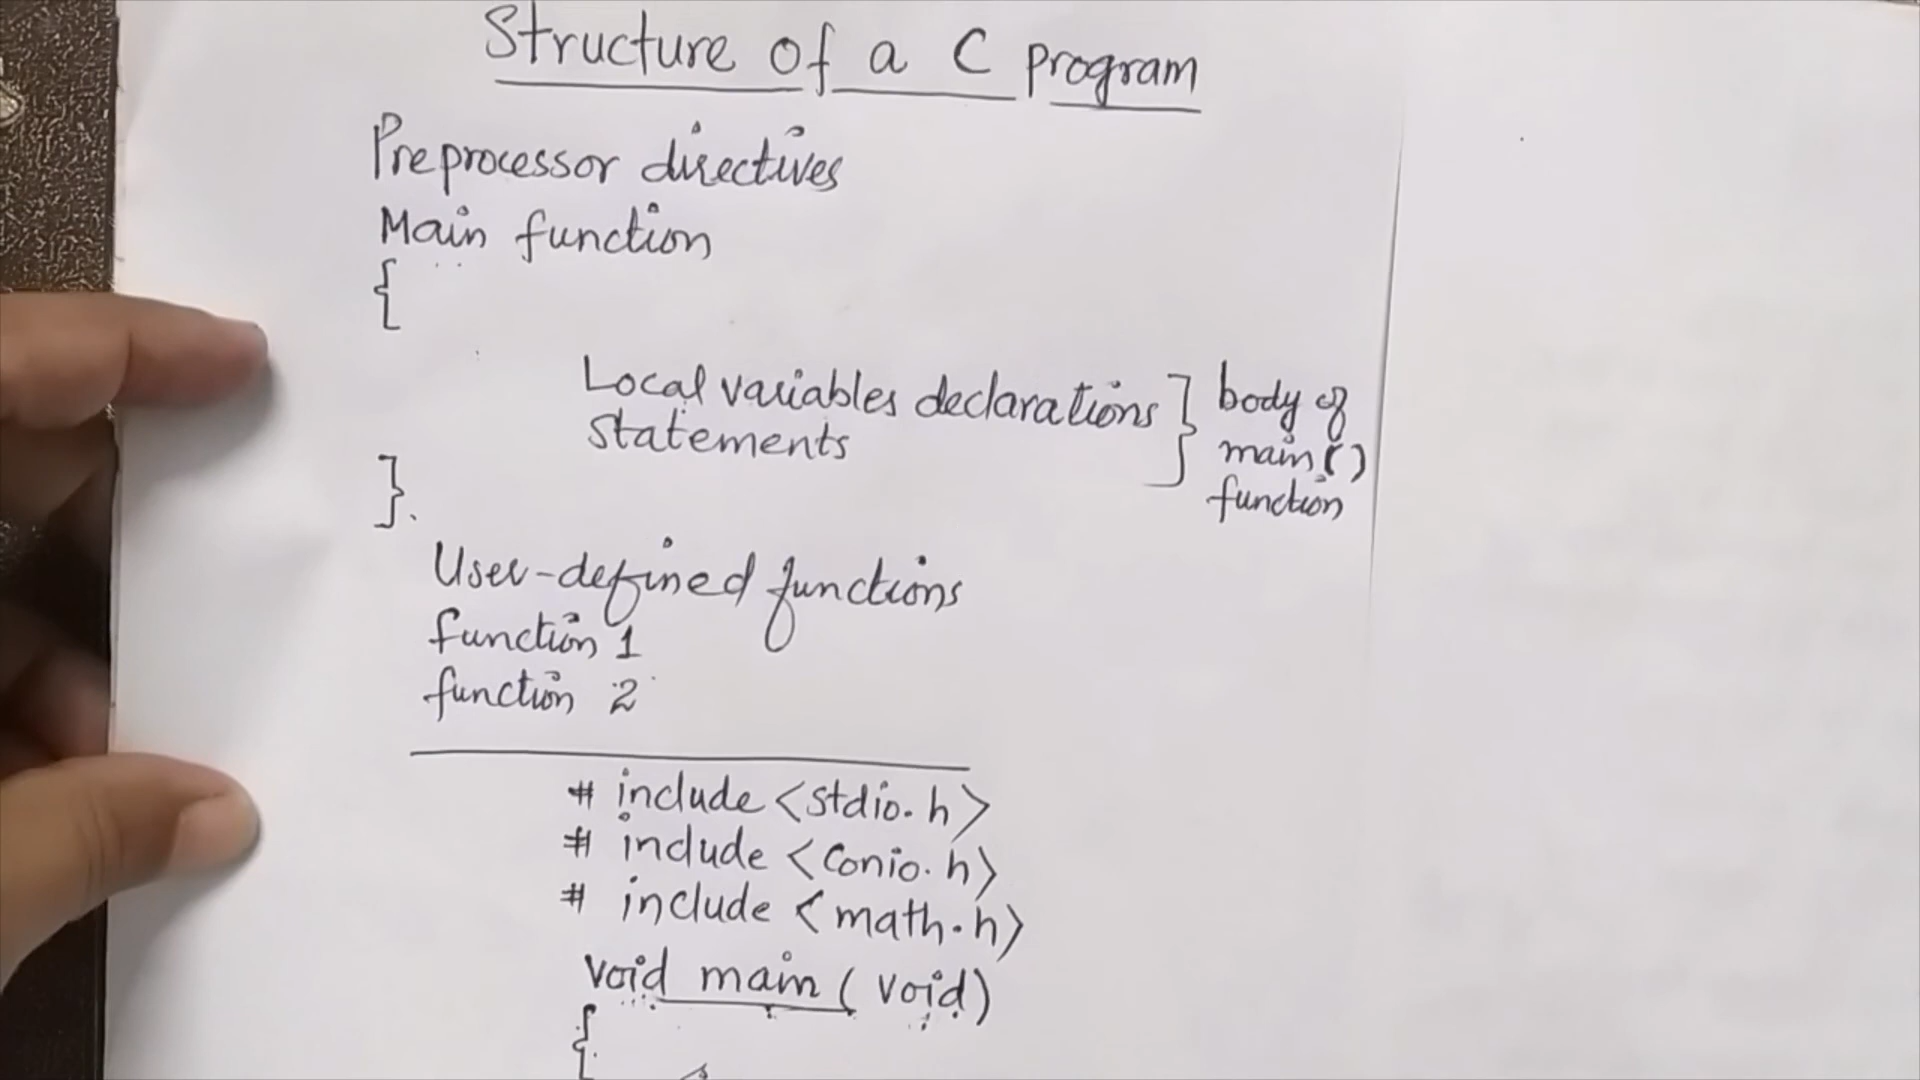 Structure of a C program
Preprocessor directives
Main function
{
Local variables declarations } body of
statements main()
function
}.
User-defined functions
function 1
function 2
# include <stdio.h>
# include <conio.h>
# include <math.h>
void main (void)
{